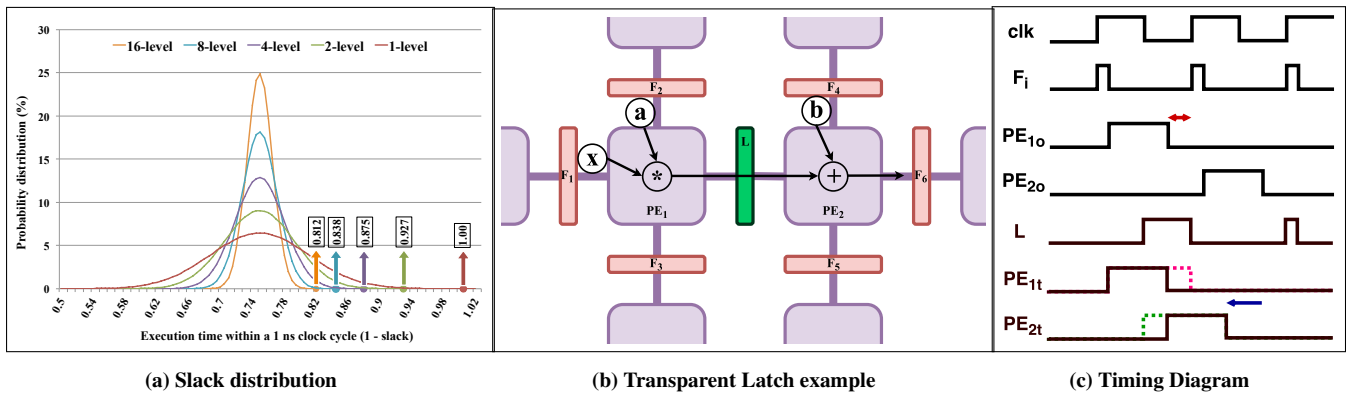 Probability distribution (%)
30
25
20
15
10
5
0
16-level 8-level 4-level 2-level 1-level
0.812
0.838
0.875
0.927
1.00
0.5 0.54 0.58 0.62 0.66 0.7 0.74 0.78 0.82 0.86 0.9 0.94 0.98 1.02
Execution time within a 1 ns clock cycle (1 - slack)
(a) Slack distribution
F2 F4
a b
L
x
F1 * + F6
PE1 PE2
F3 F5
(b) Transparent Latch example
clk
Fi
PE1o
PE2o
L
PE1t
PE2t
(c) Timing Diagram